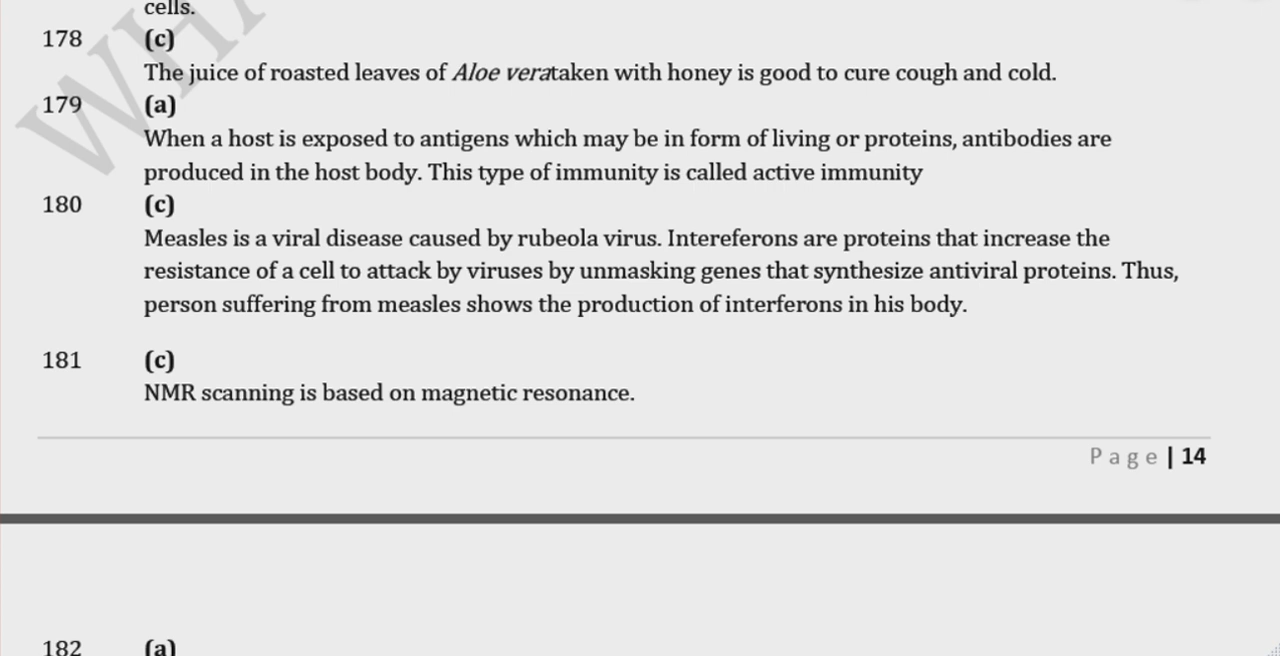 cells.
178 (c)
The juice of roasted leaves of Aloe verataken with honey is good to cure cough and cold.
179 (a)
When a host is exposed to antigens which may be in form of living or proteins, antibodies are
produced in the host body. This type of immunity is called active immunity
180 (c)
Measles is a viral disease caused by rubeola virus. Intereferons are proteins that increase the
resistance of a cell to attack by viruses by unmasking genes that synthesize antiviral proteins. Thus,
person suffering from measles shows the production of interferons in his body.
181 (c)
NMR scanning is based on magnetic resonance.
Page | 14
182 (a)